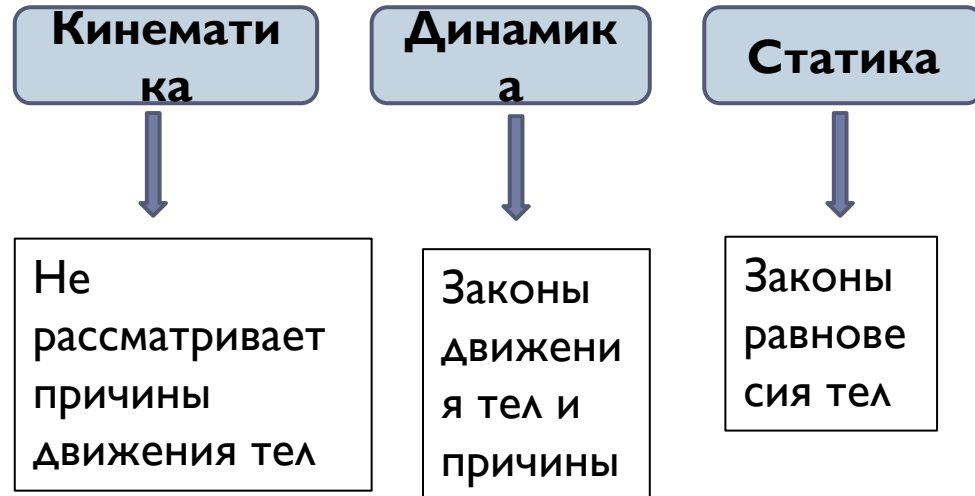 Кинемати
ка
Динамик
а
Статика
Не
рассматривает
причины
движения тел
Законы
движени
я тел и
причины
Законы
равнове
сия тел